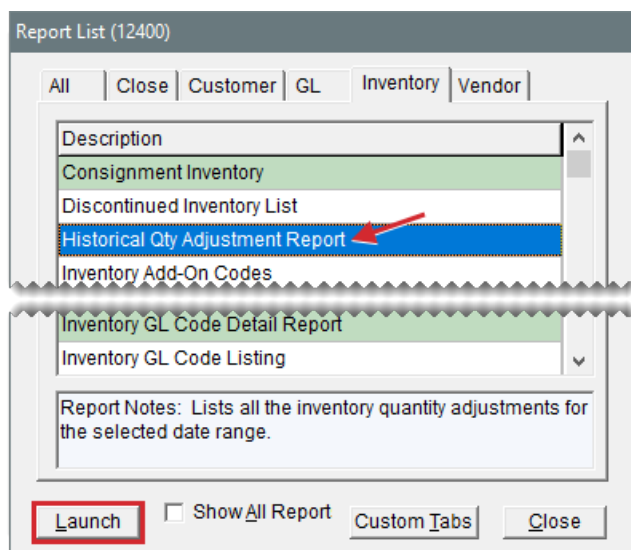 Report List (12400)
All Close Customer GL Inventory Vendor
Description
Consignment Inventory
Discontinued Inventory List
Historical Qty Adjustment Report
Inventory Add-On Codes
Inventory GL Code Detail Report
Inventory GL Code Listing
Report Notes: Lists all the inventory quantity adjustments for
the selected date range.
Launch Show All Report Custom Tabs Close